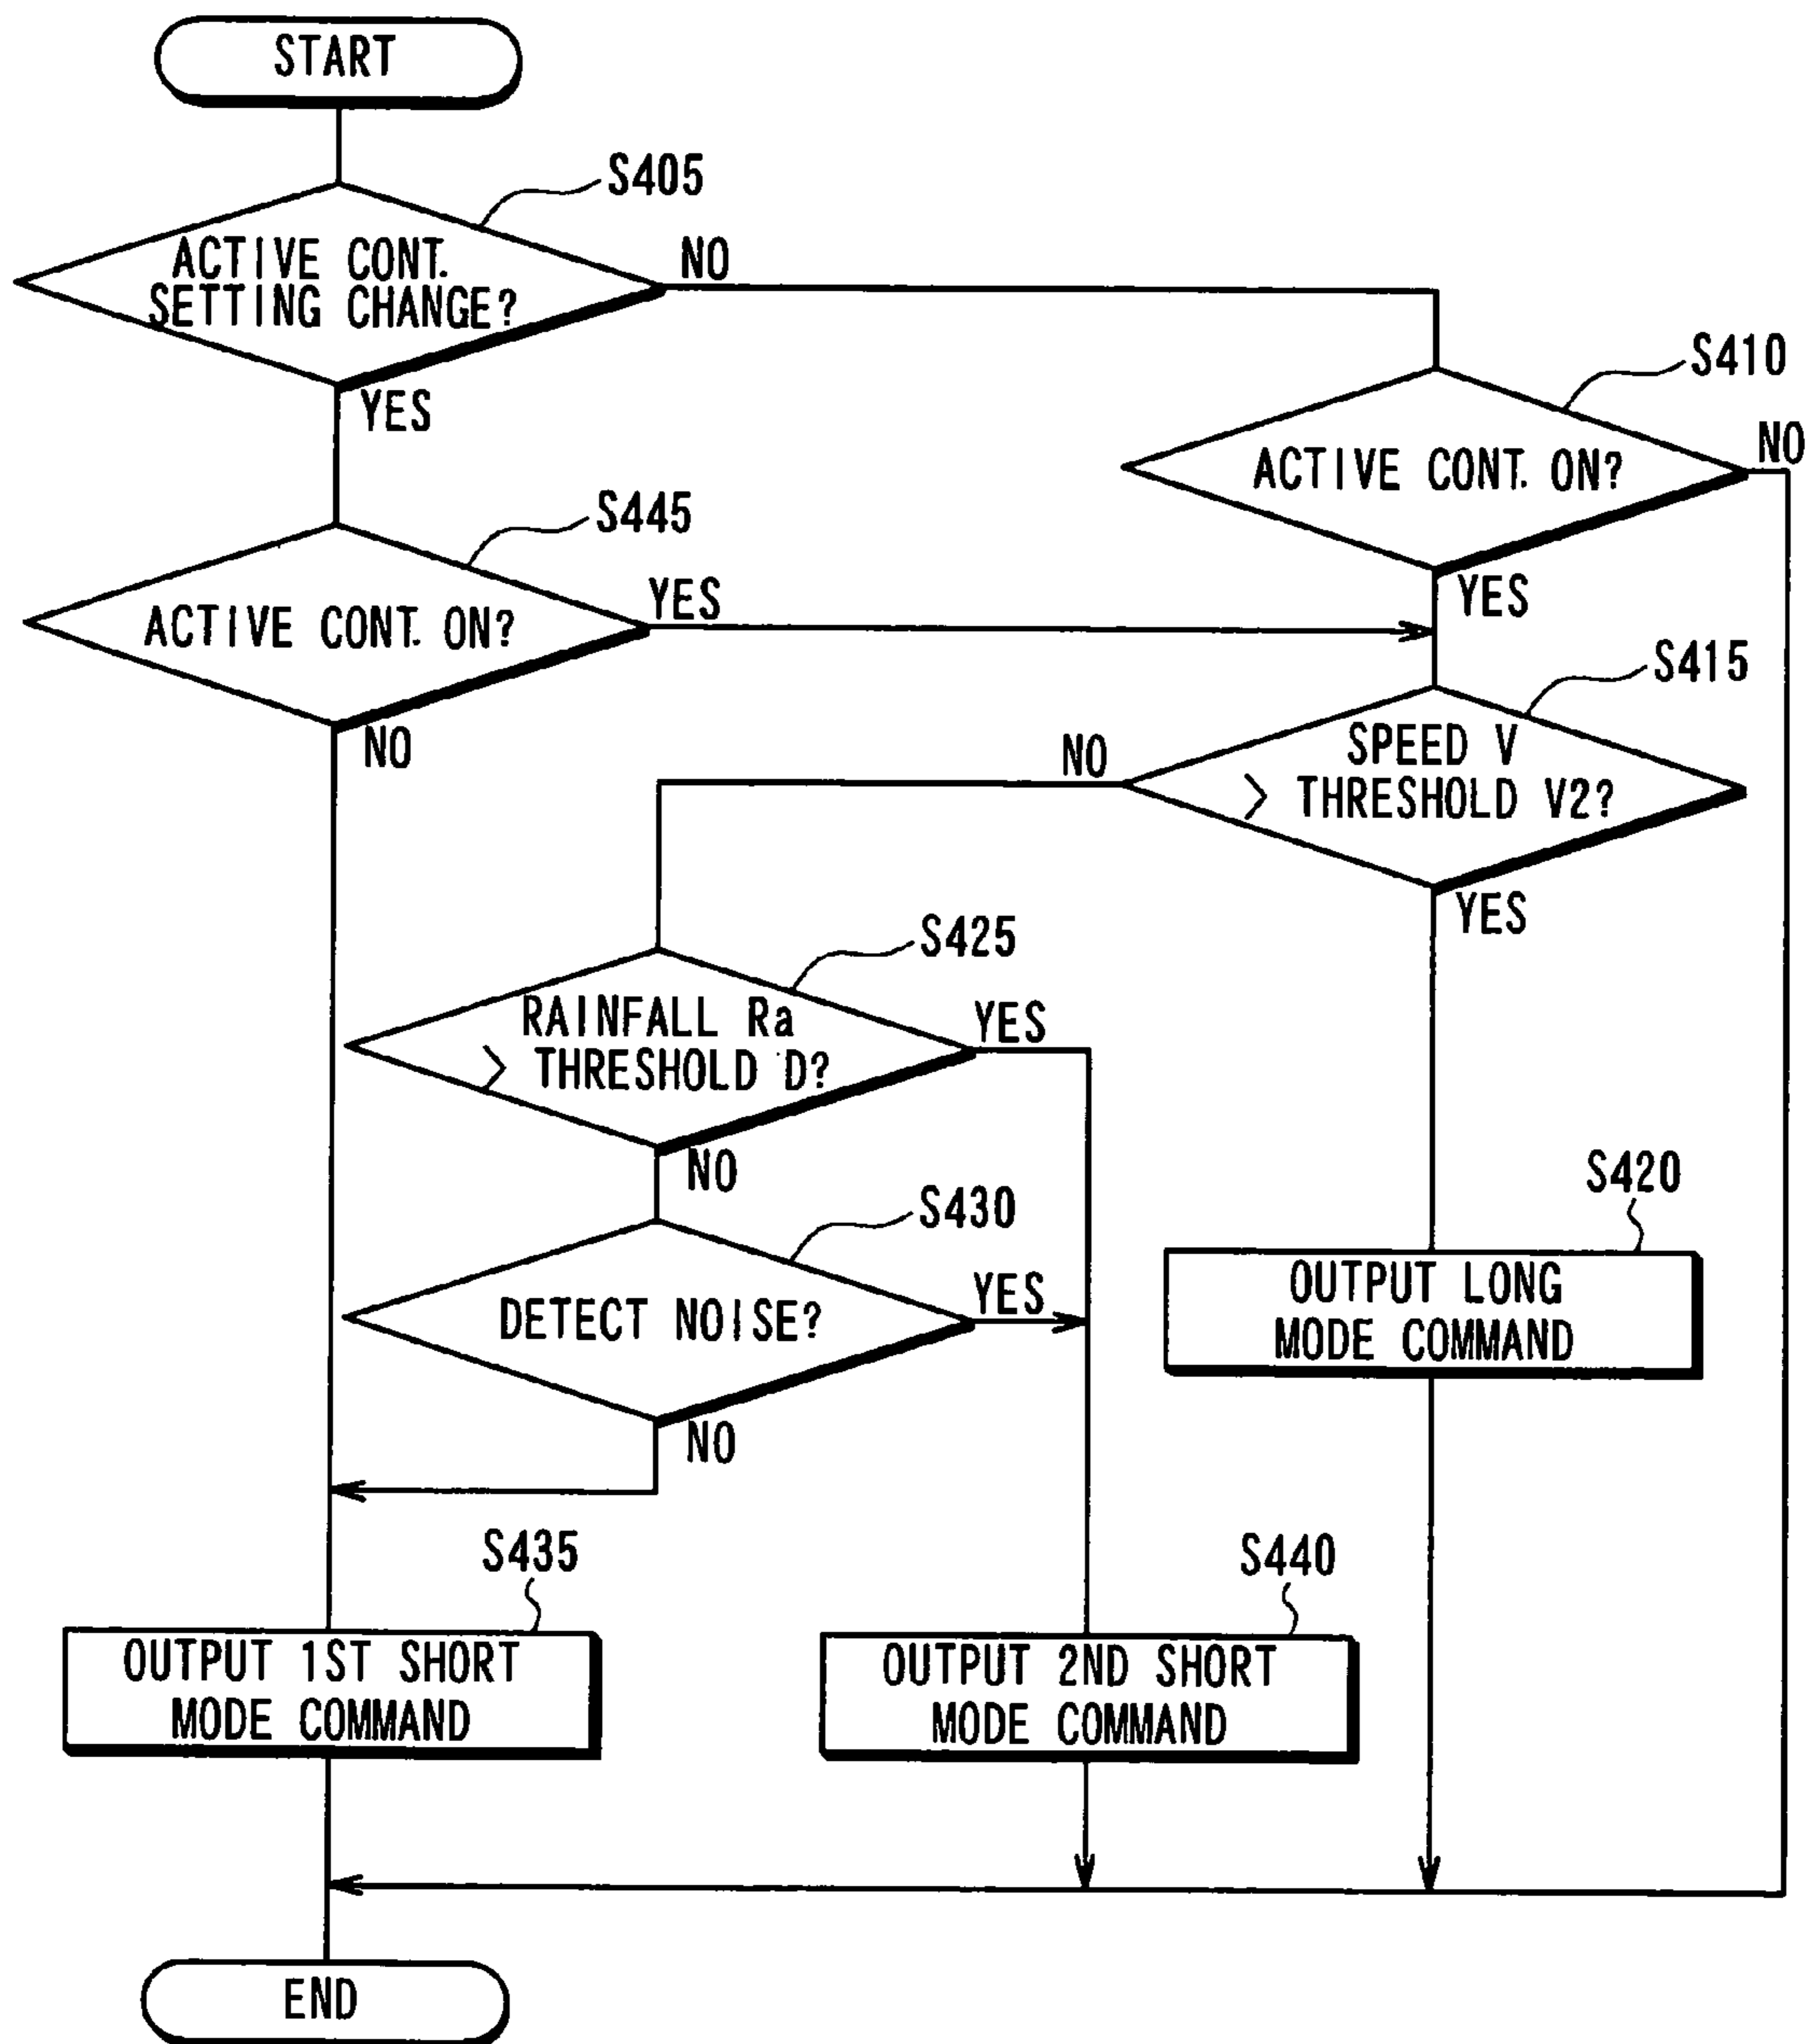 START
S405
ACTIVE CONT.
SETTING CHANGE?
NO
YES
S410
ACTIVE CONT. ON?
NO
YES
S445
ACTIVE CONT. ON?
YES
NO
S415
SPEED V
> THRESHOLD V2?
NO
YES
S425
RAINFALL Ra
> THRESHOLD D?
YES
NO
S420
OUTPUT LONG
MODE COMMAND
S430
DETECT NOISE?
YES
NO
S435
OUTPUT 1ST SHORT
MODE COMMAND
S440
OUTPUT 2ND SHORT
MODE COMMAND
END